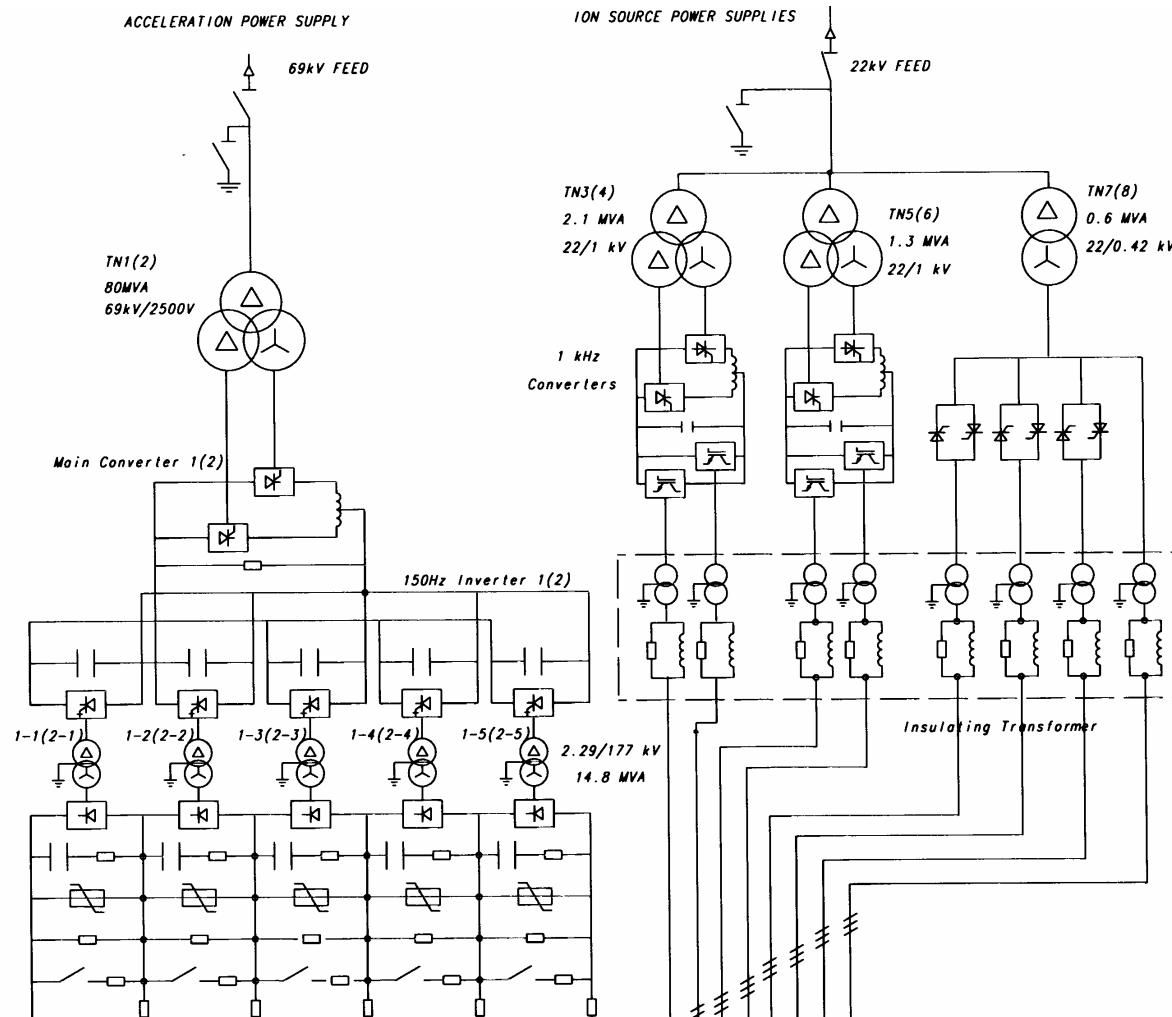 ACCELERATION POWER SUPPLY
69kV FEED
TN1(2)
80MVA
69kV/2500V
Main Converter 1(2)
150Hz Inverter 1(2)
1-1(2-1)
1-2(2-2)
1-3(2-3)
1-4(2-4)
1-5(2-5)
2.29/177 kV
14.8 MVA
ION SOURCE POWER SUPPLIES
22kV FEED
TN3(4)
2.1 MVA
22/1 kV
TN5(6)
1.3 MVA
22/1 kV
TN7(8)
0.6 MVA
22/0.42 kV
1 kHz
Converters
Insulating Transformer